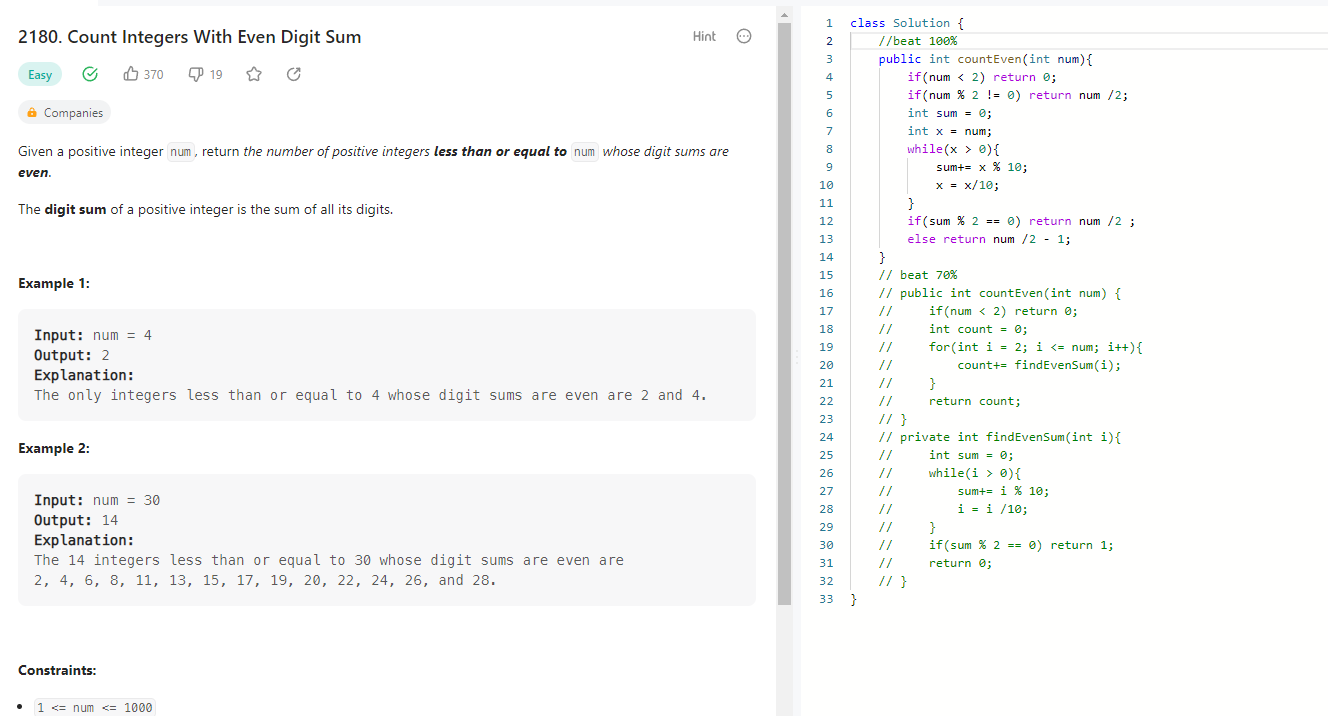 2180. Count Integers With Even Digit Sum
Hint
Easy
370
19
Companies
Given a positive integer num, return the number of positive integers less than or equal to num whose digit sums are
even.
The digit sum of a positive integer is the sum of all its digits.
Example 1:
Input: num = 4
Output: 2
Explanation:
The only integers less than or equal to 4 whose digit sums are even are 2 and 4.
Example 2:
Input: num = 30
Output: 14
Explanation:
The 14 integers less than or equal to 30 whose digit sums are even are
2, 4, 6, 8, 11, 13, 15, 17, 19, 20, 22, 24, 26, and 28.
Constraints:
• 1 <= num <= 1000
1 class Solution {
2     //beat 100%
3     public int countEven(int num){
4         if(num < 2) return 0;
5         if(num % 2 != 0) return num /2;
6         int sum = 0;
7         int x = num;
8         while(x > 0){
9             sum+= x % 10;
10             x = x/10;
11         }
12         if(sum % 2 == 0) return num /2 ;
13         else return num /2 - 1;
14     }
15     // beat 70%
16     // public int countEven(int num) {
17     //     if(num < 2) return 0;
18     //     int count = 0;
19     //     for(int i = 2; i <= num; i++){
20     //         count+= findEvenSum(i);
21     //     }
22     //     return count;
23     // }
24     // private int findEvenSum(int i){
25     //     int sum = 0;
26     //     while(i > 0){
27     //         sum+= i % 10;
28     //         i = i /10;
29     //     }
30     //     if(sum % 2 == 0) return 1;
31     //     return 0;
32     // }
33 }